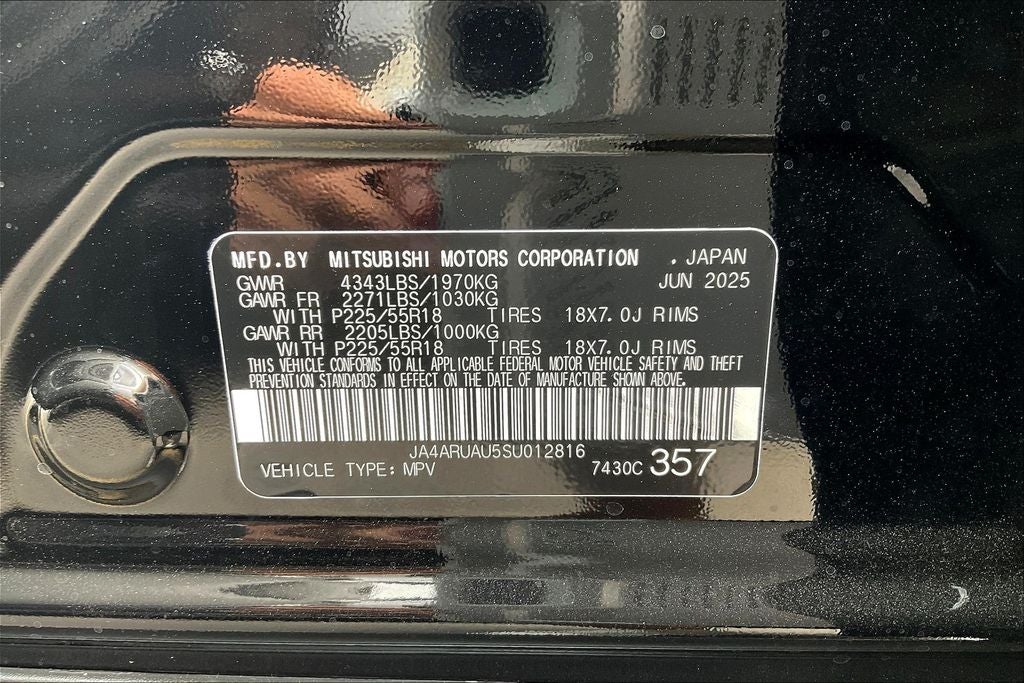 MFD.BY MITSUBISHI MOTORS CORPORATION . JAPAN
GVWR 4343LBS/1970KG JUN 2025
GAWR FR 2271LBS/1030KG
WITH P225/55R18 TIRES 18X7.0J RIMS
GAWR RR 2205LBS/1000KG
WITH P225/55R18 TIRES 18X7.0J RIMS
THIS VEHICLE CONFORMS TO ALL APPLICABLE FEDERAL MOTOR VEHICLE SAFETY AND THEFT
PREVENTION STANDARDS IN EFFECT ON THE DATE OF MANUFACTURE SHOWN ABOVE.
JA4ARUAU5SU012816
VEHICLE TYPE: MPV 7430C 357